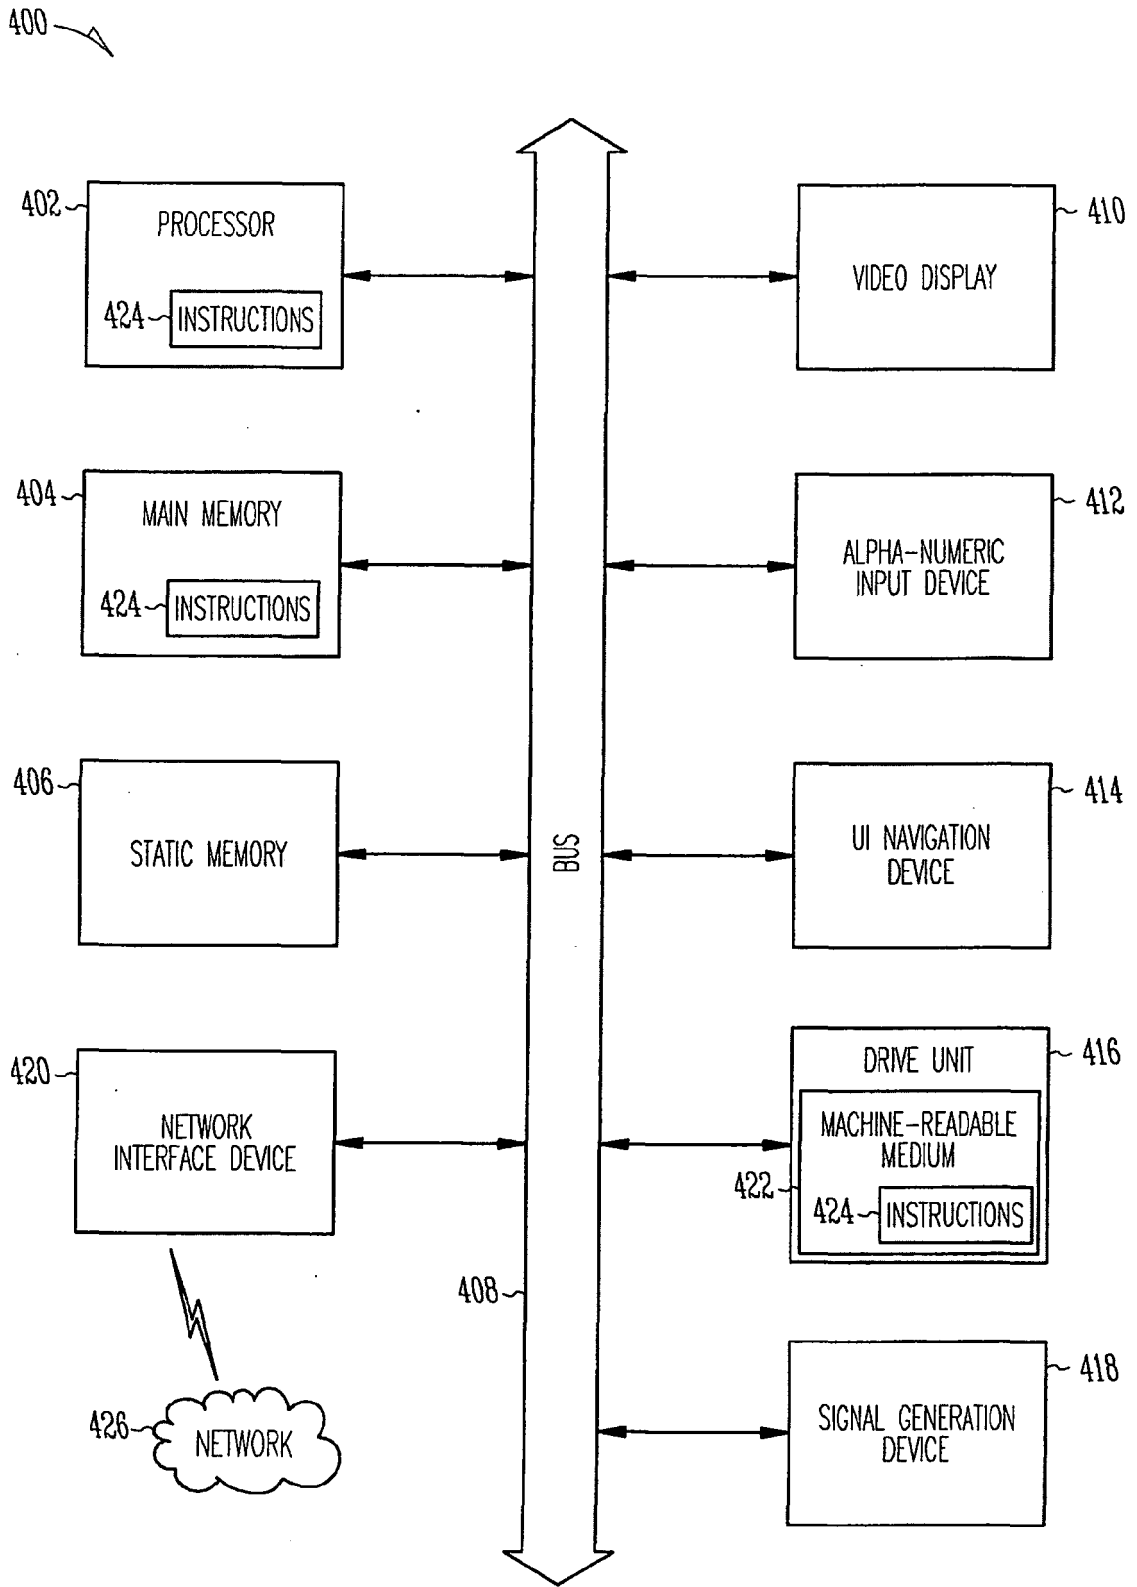 400
402
PROCESSOR
424
INSTRUCTIONS
404
MAIN MEMORY
424
INSTRUCTIONS
406
STATIC MEMORY
420
NETWORK
INTERFACE DEVICE
426
NETWORK
BUS
408
410
VIDEO DISPLAY
412
ALPHA-NUMERIC
INPUT DEVICE
414
UI NAVIGATION
DEVICE
416
DRIVE UNIT
MACHINE-READABLE
MEDIUM
422
424
INSTRUCTIONS
418
SIGNAL GENERATION
DEVICE